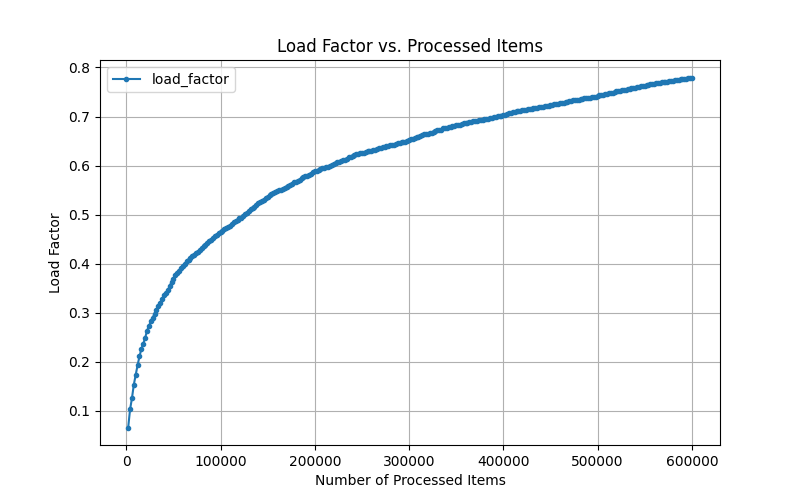 Load Factor vs. Processed Items
load_factor
0.8
0.7
0.6
0.5
0.4
0.3
0.2
0.1
Load Factor
0 100000 200000 300000 400000 500000 600000
Number of Processed Items